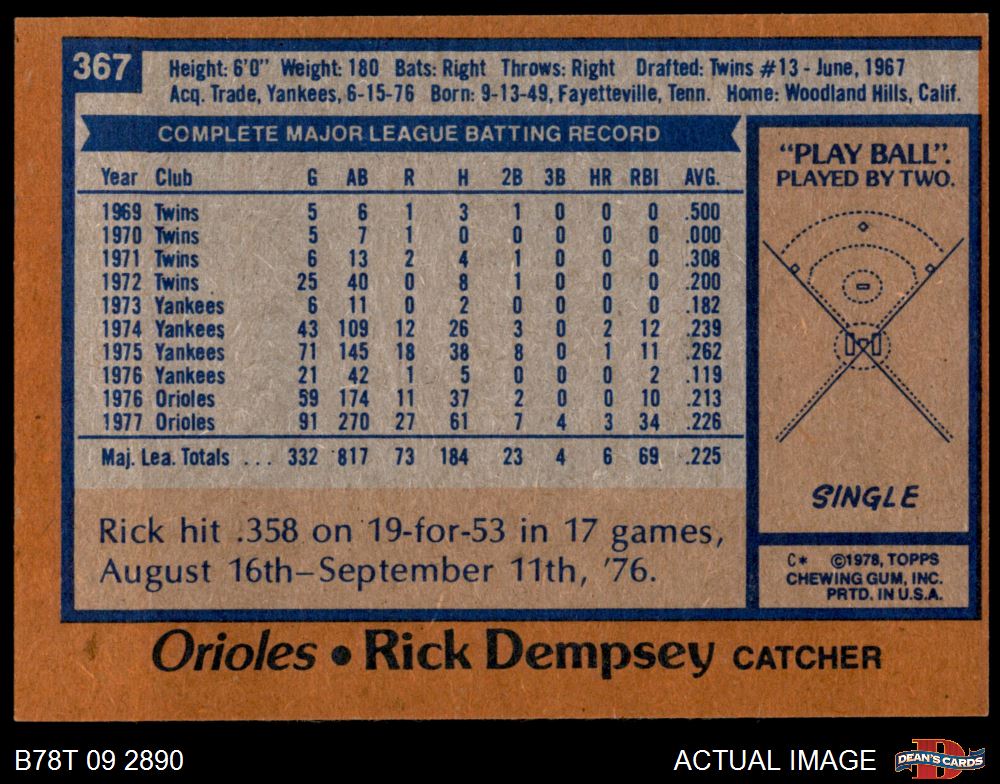 367
Height: 6'0" Weight: 180 Bats: Right Throws: Right Drafted: Twins #13 - June, 1967
Acq. Trade, Yankees, 6-15-76 Born: 9-13-49, Fayetteville, Tenn. Home: Woodland Hills, Calif.
COMPLETE MAJOR LEAGUE BATTING RECORD
Year Club G AB R H 2B 3B HR RBI AVG.
1969 Twins 5 6 1 3 1 0 0 0 .500
1970 Twins 5 7 1 0 0 0 0 0 .000
1971 Twins 6 13 2 4 1 0 0 0 .308
1972 Twins 25 40 0 8 1 0 0 0 .200
1973 Yankees 6 11 0 2 0 0 0 0 .182
1974 Yankees 43 109 12 26 3 0 2 12 .239
1975 Yankees 71 145 18 38 8 0 1 11 .262
1976 Yankees 21 42 1 5 0 0 0 2 .119
1976 Orioles 59 174 11 37 2 0 0 10 .213
1977 Orioles 91 270 27 61 7 4 3 34 .226
Maj. Lea. Totals ... 332 817 73 184 23 4 6 69 .225
Rick hit .358 on 19-for-53 in 17 games,
August 16th–September 11th, '76.
"PLAY BALL".
PLAYED BY TWO.
SINGLE
C* ©1978, TOPPS
CHEWING GUM, INC.
PRTD. IN U.S.A.
Orioles • Rick Dempsey CATCHER
B78T 09 2890
ACTUAL IMAGE
DEAN'S CARDS